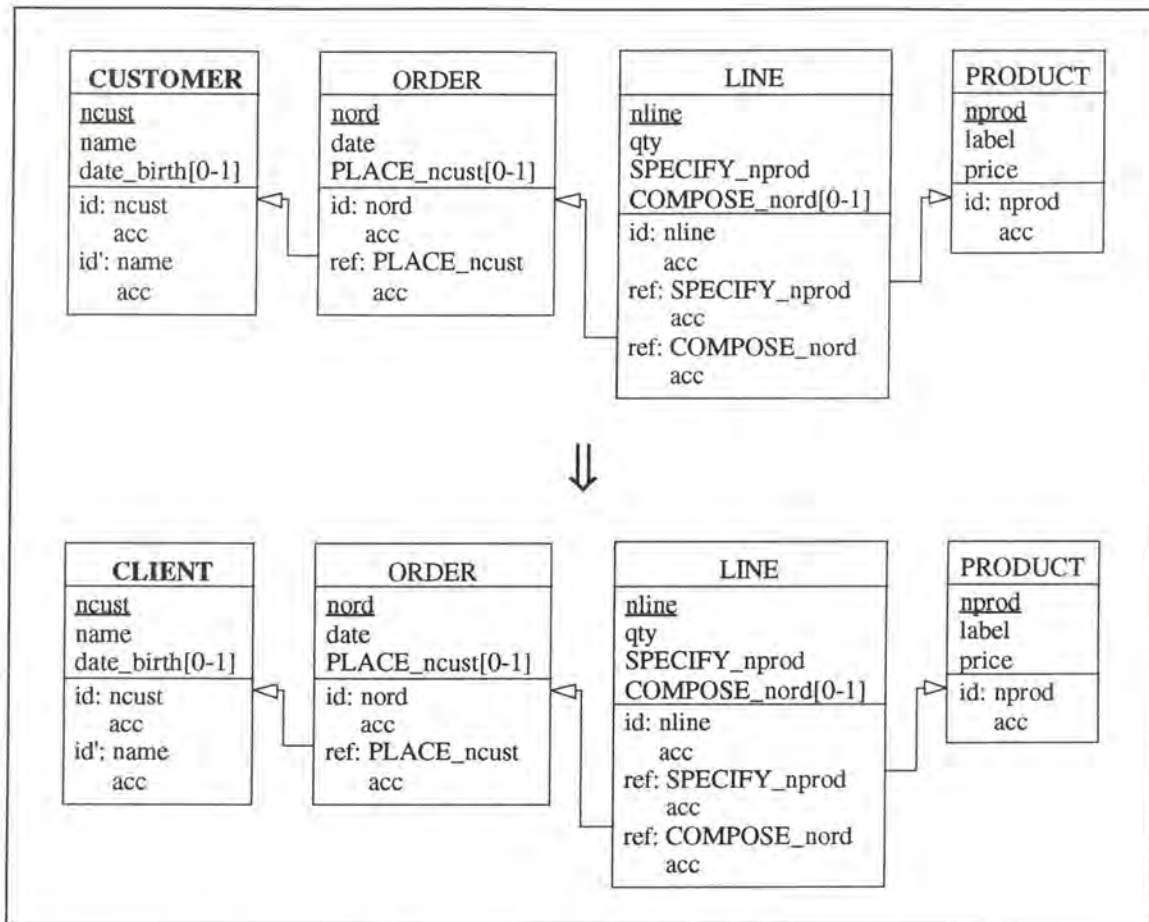 CUSTOMER
ncust
name
date_birth[0-1]
id: ncust
acc
id': name
acc
ORDER
nord
date
PLACE_ncust[0-1]
id: nord
acc
ref: PLACE_ncust
acc
LINE
nline
qty
SPECIFY_nprod
COMPOSE_nord[0-1]
id: nline
acc
ref: SPECIFY_nprod
acc
ref: COMPOSE_nord
acc
PRODUCT
nprod
label
price
id: nprod
acc
CLIENT
ncust
name
date_birth[0-1]
id: ncust
acc
id': name
acc
ORDER
nord
date
PLACE_ncust[0-1]
id: nord
acc
ref: PLACE_ncust
acc
LINE
nline
qty
SPECIFY_nprod
COMPOSE_nord[0-1]
id: nline
acc
ref: SPECIFY_nprod
acc
ref: COMPOSE_nord
acc
PRODUCT
nprod
label
price
id: nprod
acc